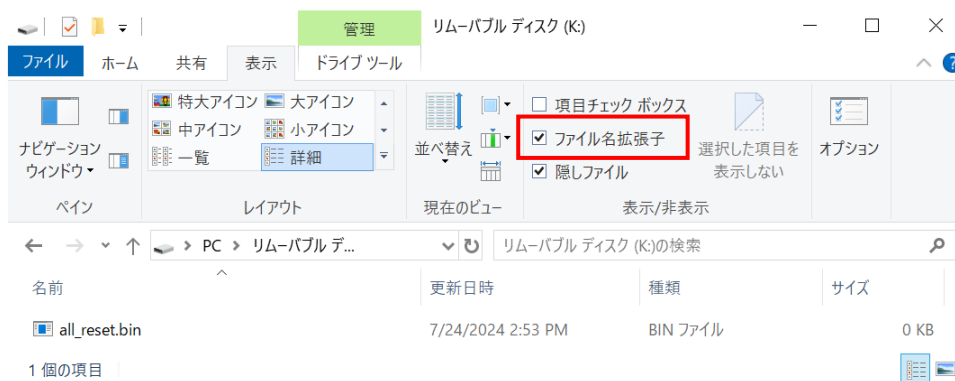 管理
リムーバブル ディスク (K:)
ファイル
ホーム
共有
表示
ドライブ ツール
?
特大アイコン
大アイコン
中アイコン
小アイコン
一覧
詳細
ナビゲーション
ウィンドウ
ペイン
レイアウト
並べ替え
現在のビュー
項目チェック ボックス
ファイル名拡張子
隠しファイル
選択した項目を
表示しない
表示/非表示
オプション
PC
リムーバブル デ...
リムーバブル ディスク (K:)の検索
名前
更新日時
種類
サイズ
all_reset.bin
7/24/2024 2:53 PM
BIN ファイル
0 KB
1 個の項目